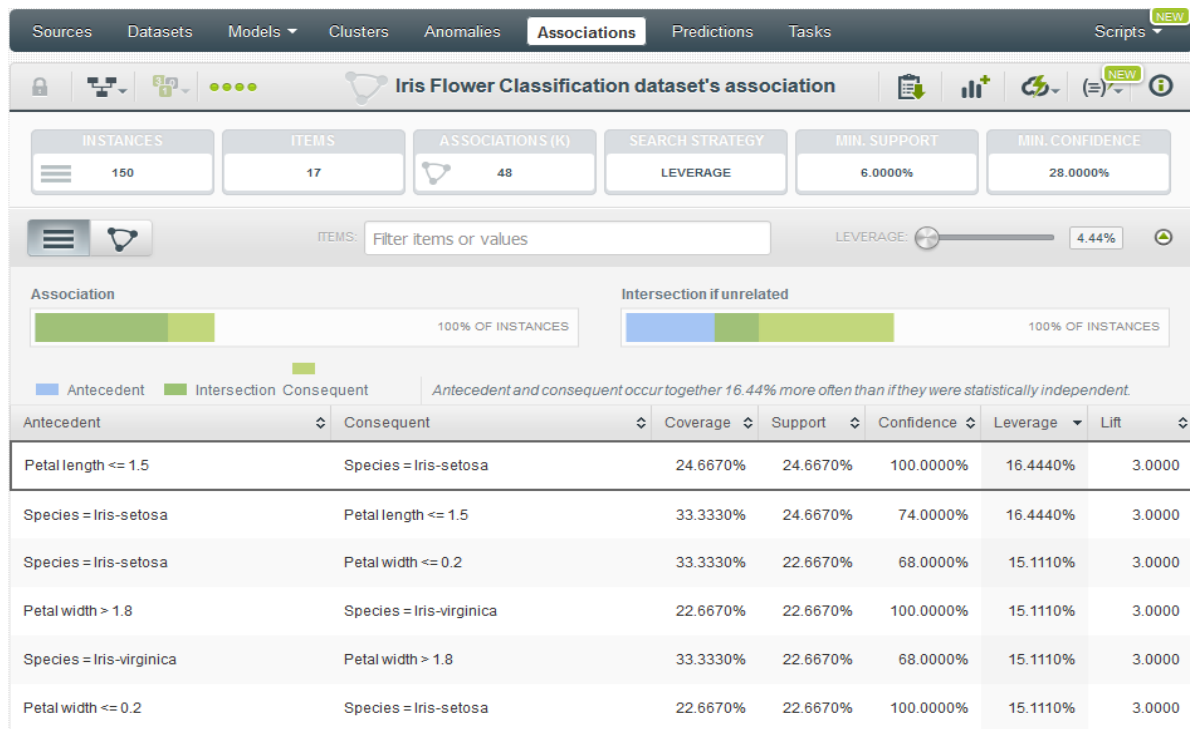 NEW
Sources Datasets Models Clusters Anomalies Associations Predictions Tasks Scripts
Iris Flower Classification dataset's association (=) NEW
INSTANCES ITEMS ASSOCIATIONS (K) SEARCH STRATEGY MIN. SUPPORT MIN. CONFIDENCE
150 17 48 LEVERAGE 6.0000% 28.0000%
ITEMS: Filter items or values LEVERAGE: 4.44%
Association Intersection if unrelated
100% OF INSTANCES 100% OF INSTANCES
Antecedent Intersection Consequent Antecedent and consequent occur together 16.44% more often than if they were statistically independent.
Antecedent Consequent Coverage Support Confidence Leverage Lift
Petal length <= 1.5 Species = Iris-setosa 24.6670% 24.6670% 100.0000% 16.4440% 3.0000
Species = Iris-setosa Petal length <= 1.5 33.3330% 24.6670% 74.0000% 16.4440% 3.0000
Species = Iris-setosa Petal width <= 0.2 33.3330% 22.6670% 68.0000% 15.1110% 3.0000
Petal width > 1.8 Species = Iris-virginica 22.6670% 22.6670% 100.0000% 15.1110% 3.0000
Species = Iris-virginica Petal width > 1.8 33.3330% 22.6670% 68.0000% 15.1110% 3.0000
Petal width <= 0.2 Species = Iris-setosa 22.6670% 22.6670% 100.0000% 15.1110% 3.0000